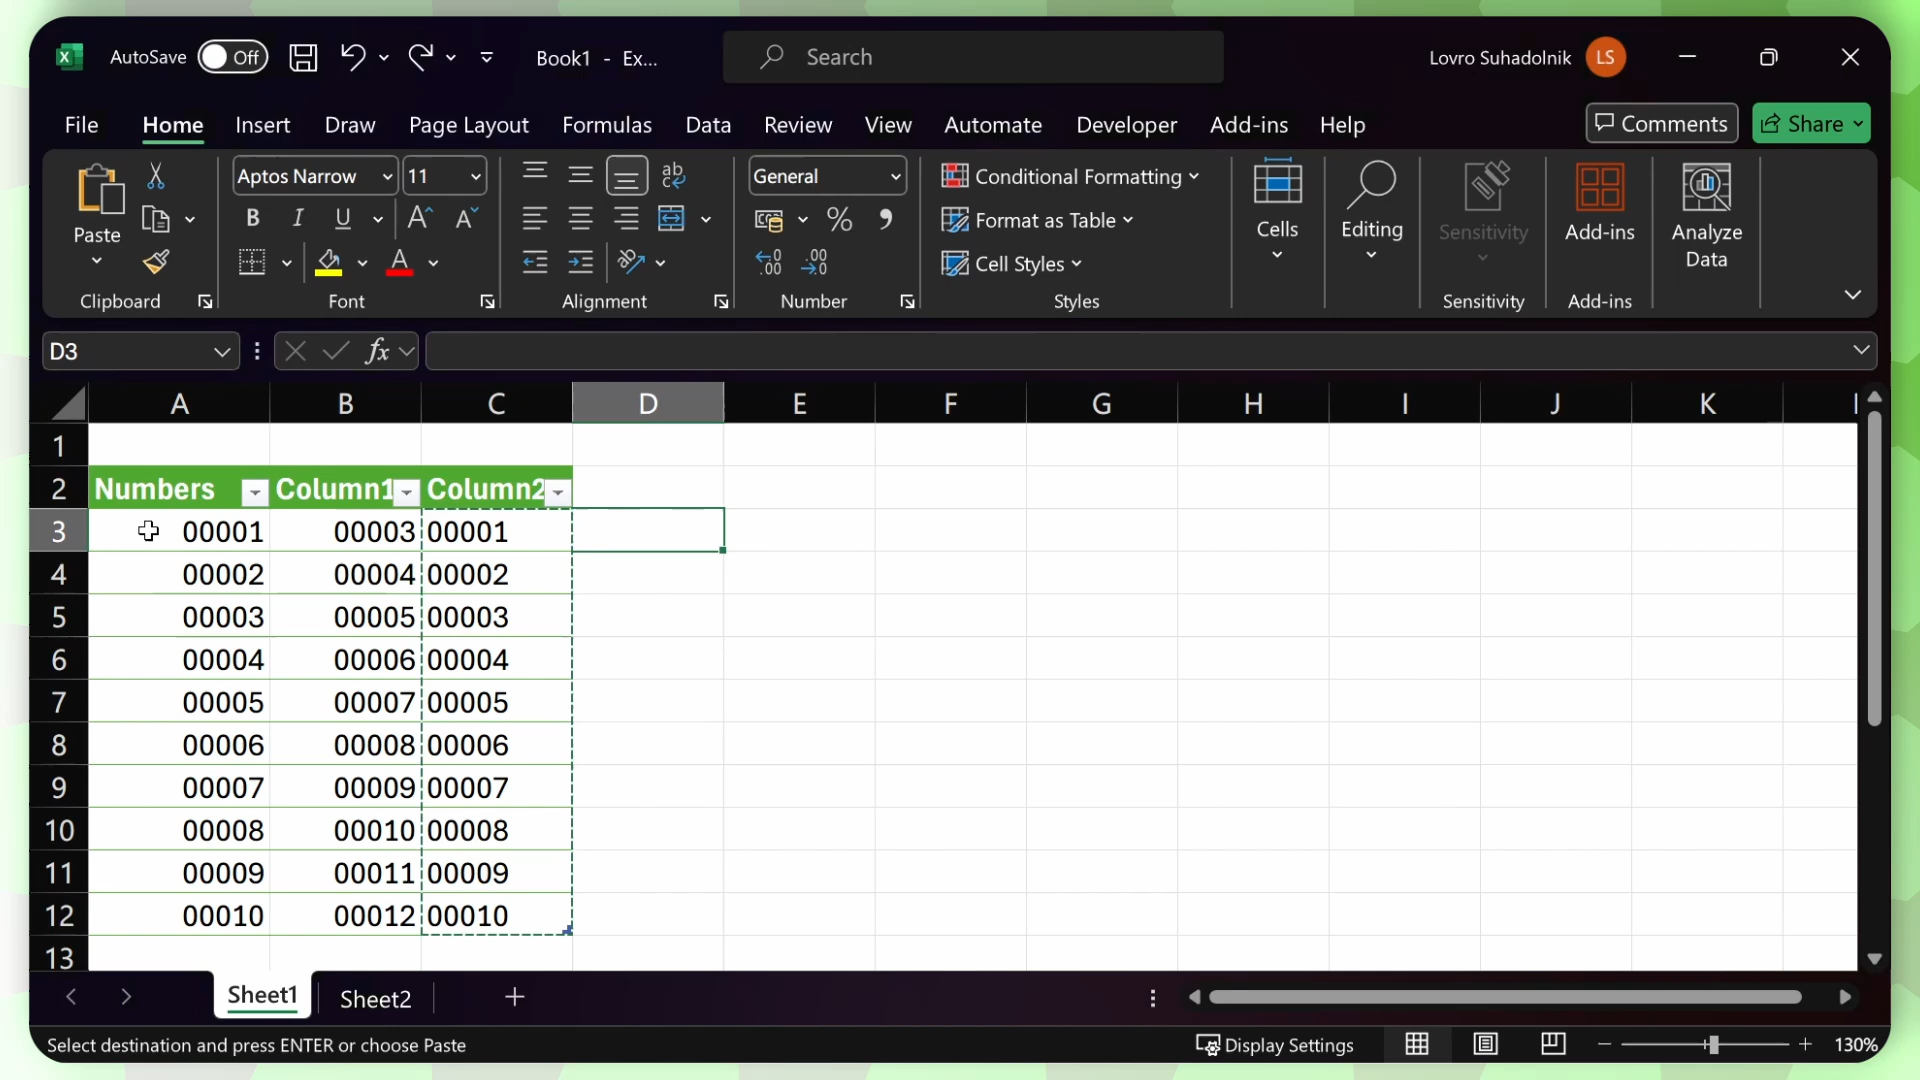 AutoSave Off Book1 - Ex... Search Lovro Suhadolnik LS
File Home Insert Draw Page Layout Formulas Data Review View Automate Developer Add-ins Help Comments Share
Aptos Narrow 11 ab General Conditional Formatting
Paste B I U A A % , Format as Table Cells Editing Sensitivity Add-ins Analyze Data
A .00 .00 Cell Styles
Clipboard Font Alignment Number Styles Sensitivity Add-ins
D3 fx
A B C D E F G H I J K
1
2 Numbers Column1 Column2
3 00001 00003 00001
4 00002 00004 00002
5 00003 00005 00003
6 00004 00006 00004
7 00005 00007 00005
8 00006 00008 00006
9 00007 00009 00007
10 00008 00010 00008
11 00009 00011 00009
12 00010 00012 00010
13
Sheet1 Sheet2 +
Select destination and press ENTER or choose Paste Display Settings 130%